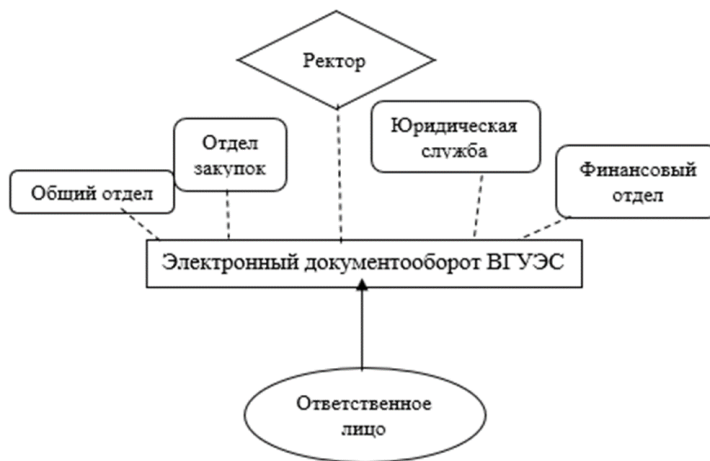 Ректор
Юридическая
служба
Отдел
закупок
Финансовый
отдел
Общий отдел
Электронный документооборот ВГУЭС
Ответственное
лицо